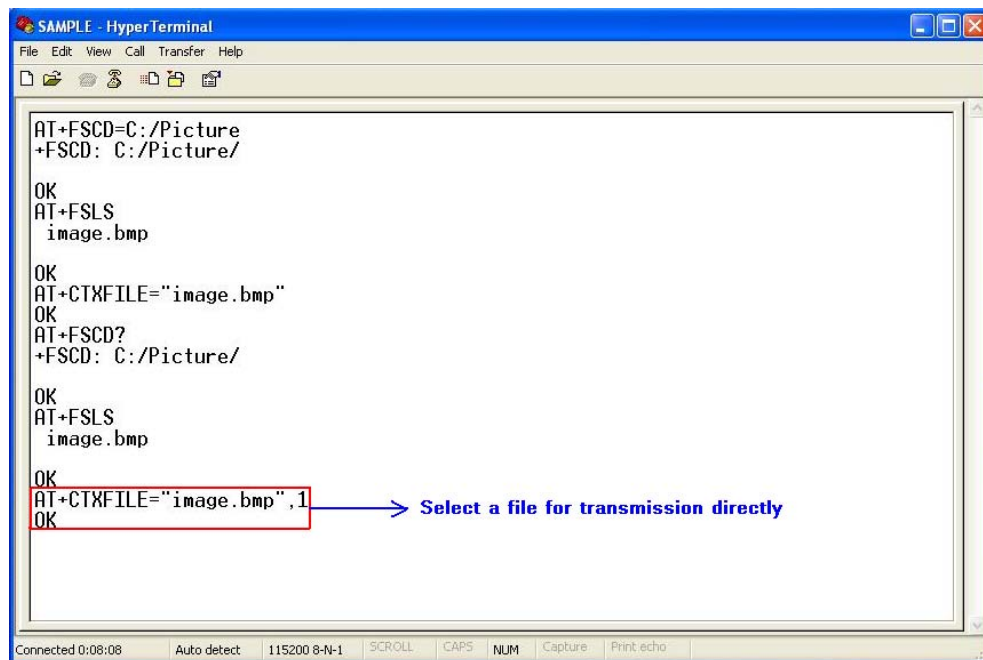 SAMPLE - HyperTerminal
File Edit View Call Transfer Help
AT+FSCD=C:/Picture
+FSCD: C:/Picture/
OK
AT+FSLS
image.bmp
OK
AT+CTXFILE="image.bmp"
OK
AT+FSCD?
+FSCD: C:/Picture/
OK
AT+FSLS
image.bmp
OK
AT+CTXFILE="image.bmp",1
OK
Select a file for transmission directly
Connected 0:08:08 Auto detect 115200 8-N-1 SCROLL CAPS NUM Capture Print echo